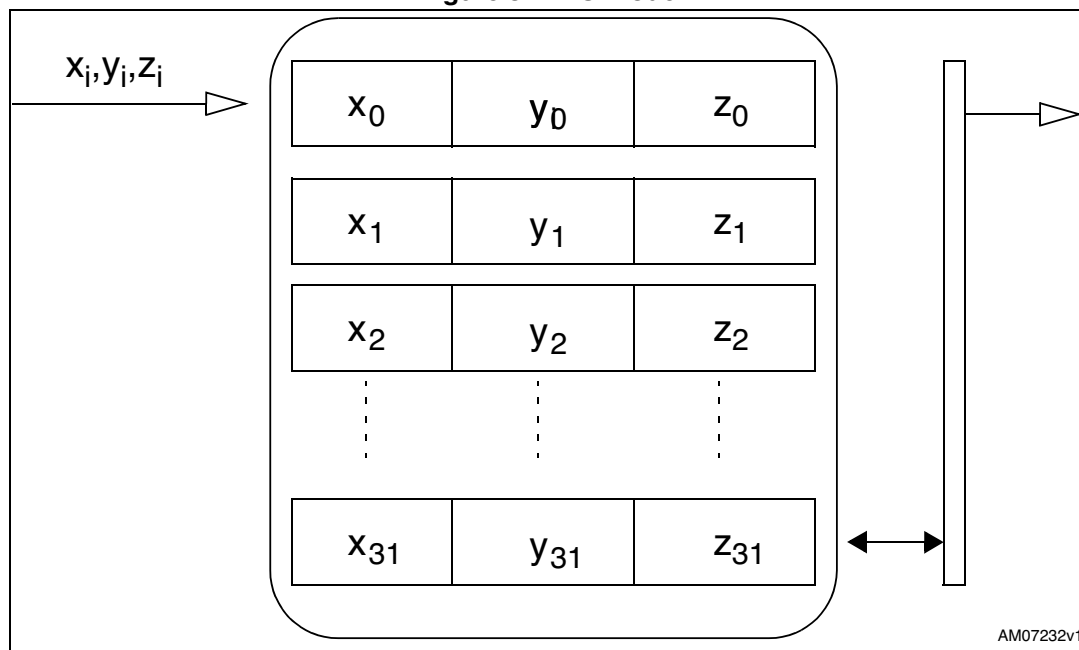 xᵢ,yᵢ,zᵢ
x₀ y₀ z₀
x₁ y₁ z₁
x₂ y₂ z₂
x₃₁ y₃₁ z₃₁
AM07232v1